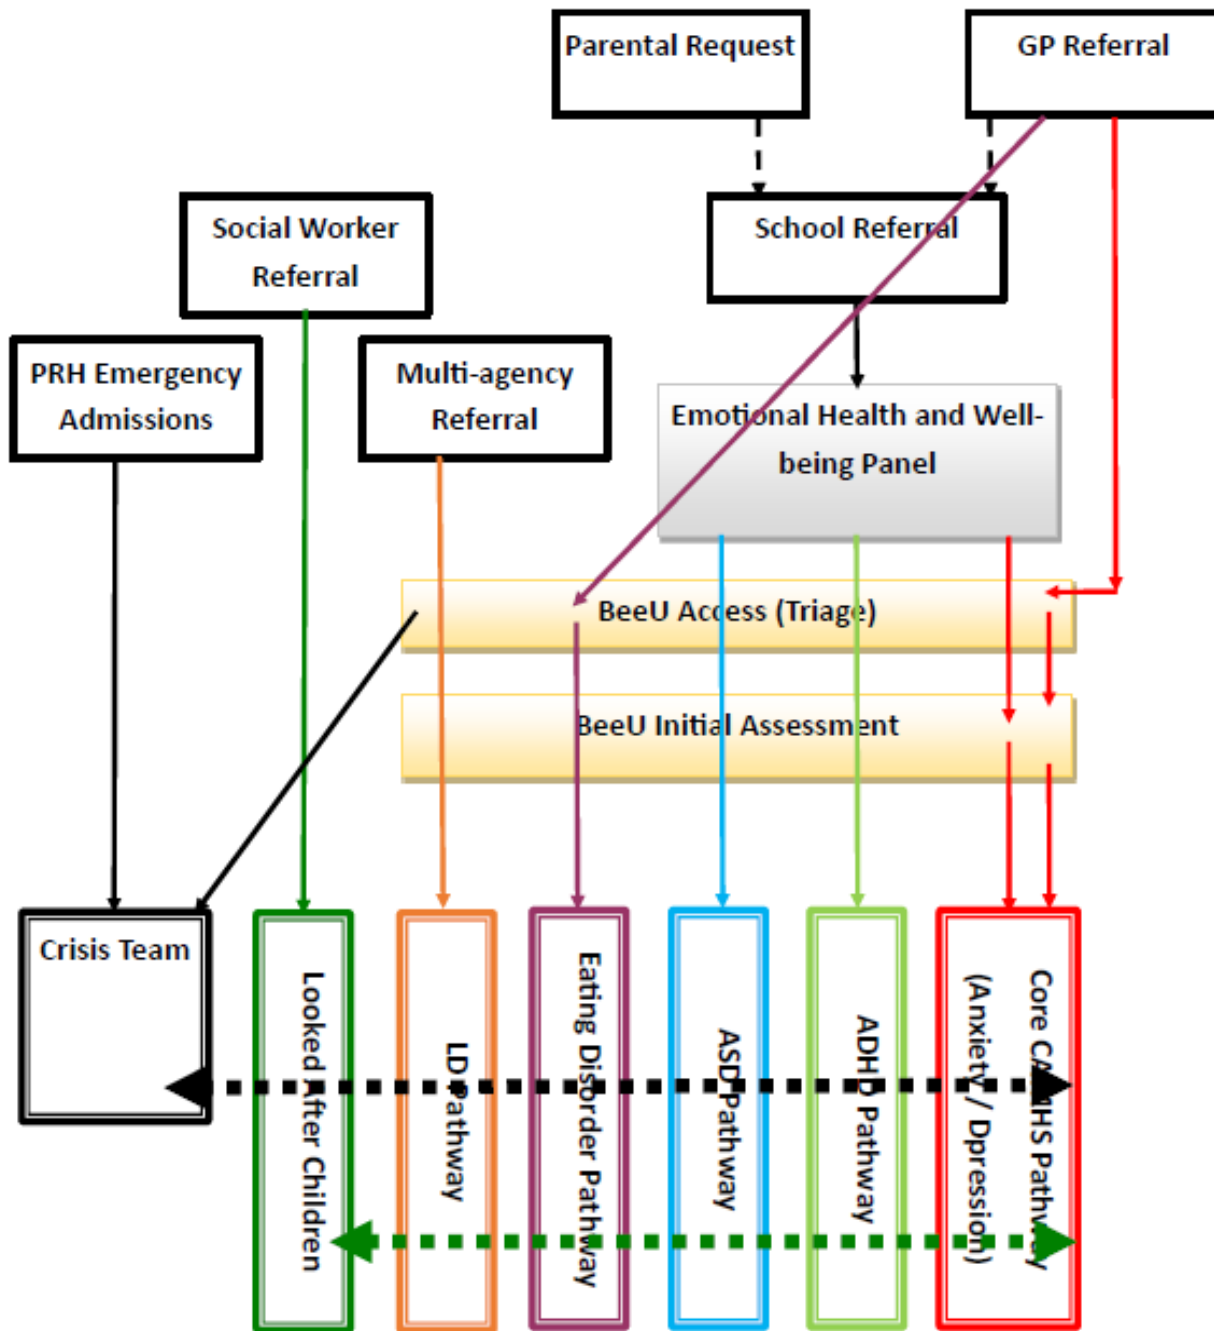 Parental Request
GP Referral
Social Worker
Referral
School Referral
PRH Emergency
Admissions
Multi-agency
Referral
Emotional Health and Well-
being Panel
BeeU Access (Triage)
BeeU Initial Assessment
Crisis Team
Looked After Children
LD Pathway
Eating Disorder Pathway
ASD Pathway
ADHD Pathway
Core CAMHS Pathway
(Anxiety / Dpression)